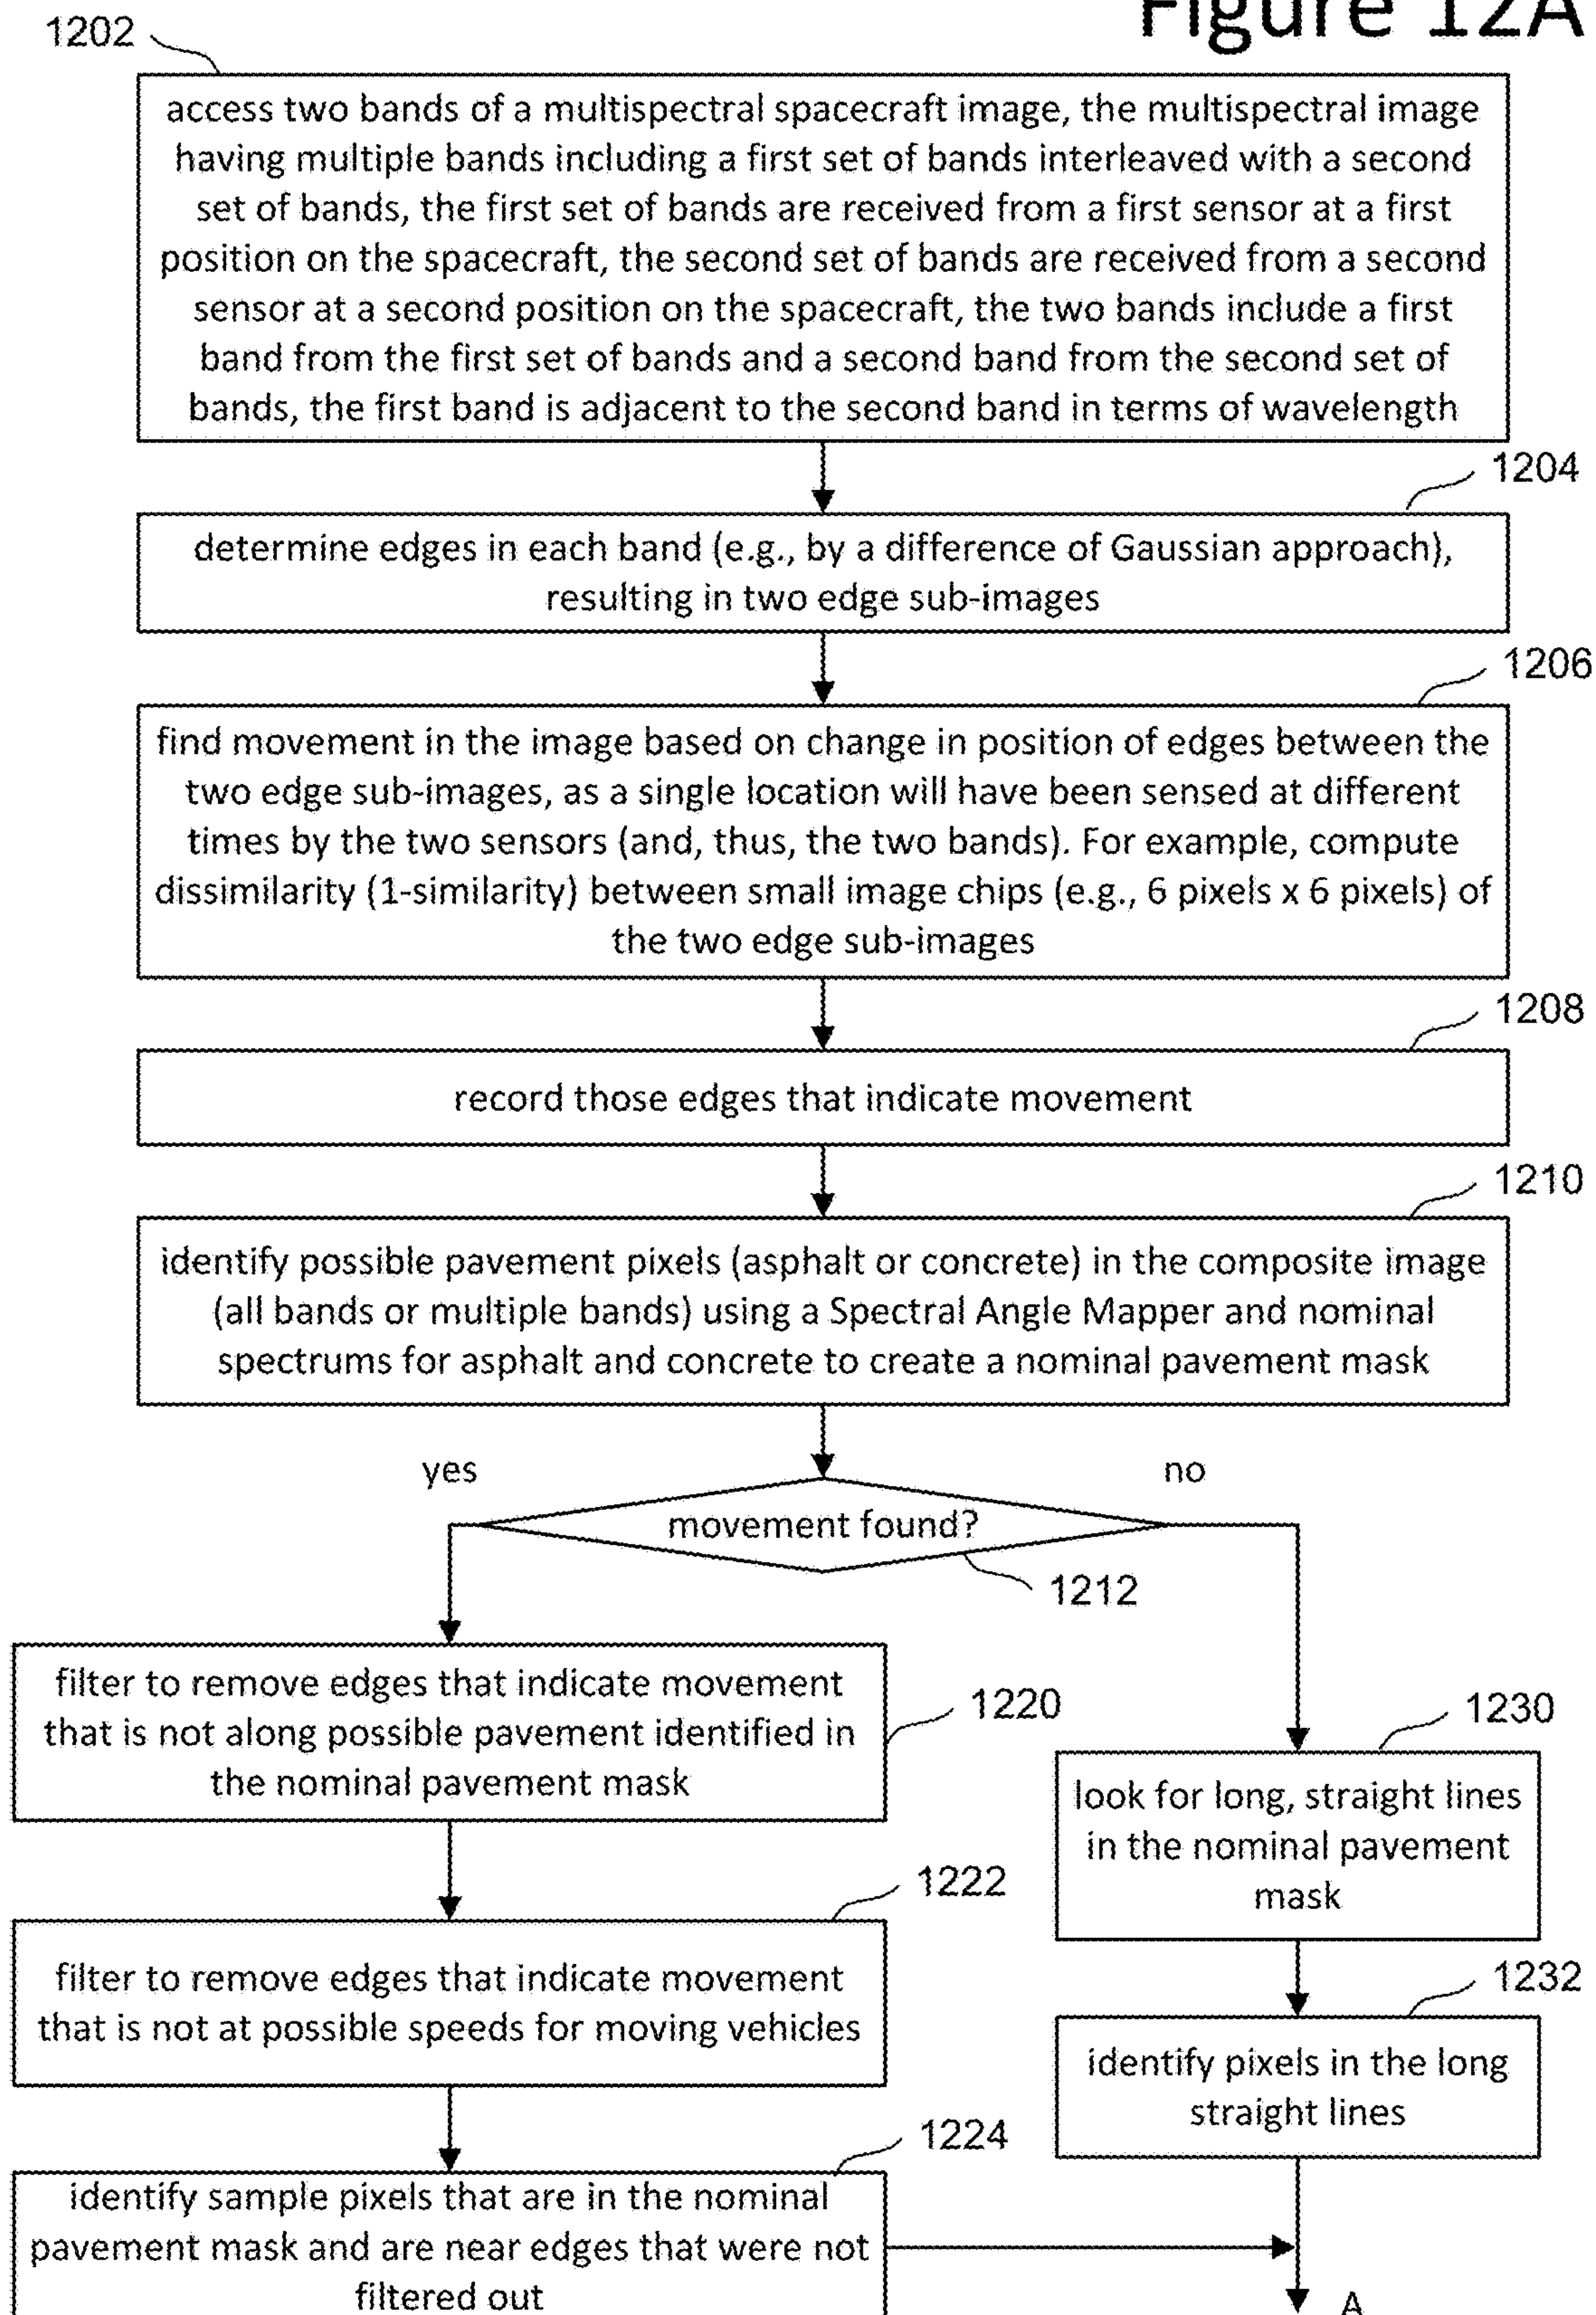 Figure 12A
1202
access two bands of a multispectral spacecraft image, the multispectral image
having multiple bands including a first set of bands interleaved with a second
set of bands, the first set of bands are received from a first sensor at a first
position on the spacecraft, the second set of bands are received from a second
sensor at a second position on the spacecraft, the two bands include a first
band from the first set of bands and a second band from the second set of
bands, the first band is adjacent to the second band in terms of wavelength
1204
determine edges in each band (e.g., by a difference of Gaussian approach),
resulting in two edge sub-images
1206
find movement in the image based on change in position of edges between the
two edge sub-images, as a single location will have been sensed at different
times by the two sensors (and, thus, the two bands). For example, compute
dissimilarity (1-similarity) between small image chips (e.g., 6 pixels x 6 pixels) of
the two edge sub-images
1208
record those edges that indicate movement
1210
identify possible pavement pixels (asphalt or concrete) in the composite image
(all bands or multiple bands) using a Spectral Angle Mapper and nominal
spectrums for asphalt and concrete to create a nominal pavement mask
yes
no
movement found?
1212
filter to remove edges that indicate movement
that is not along possible pavement identified in
the nominal pavement mask
1220
1222
filter to remove edges that indicate movement
that is not at possible speeds for moving vehicles
1224
identify sample pixels that are in the nominal
pavement mask and are near edges that were not
filtered out
1230
look for long, straight lines
in the nominal pavement
mask
1232
identify pixels in the long
straight lines
A